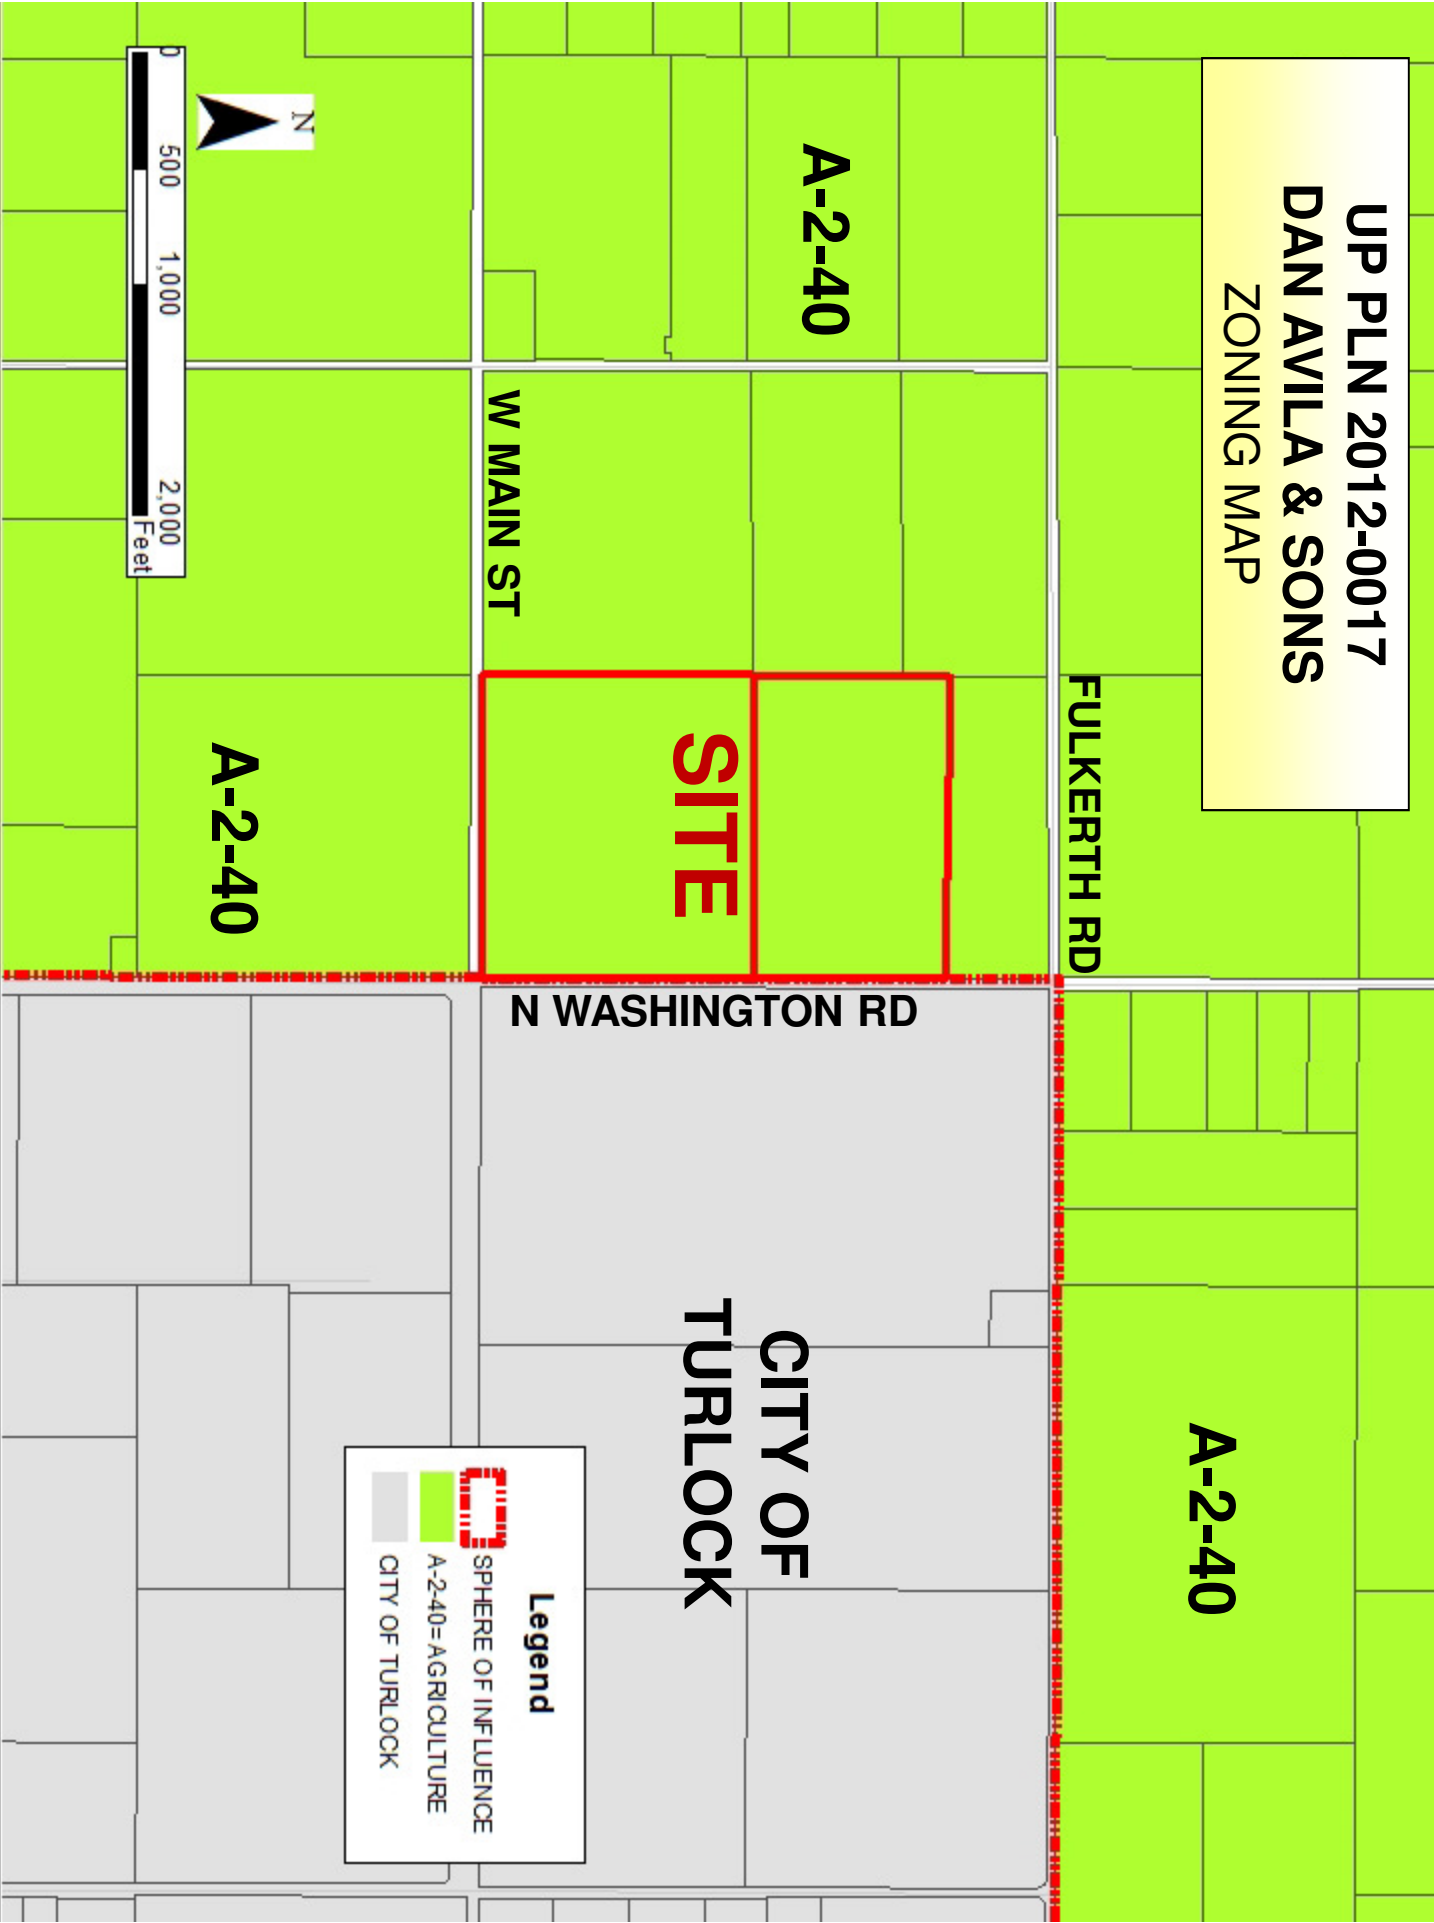 UP PLN 2012-0017
DAN AVILA & SONS
ZONING MAP
FULKERTH RD
A-2-40
A-2-40
CITY OF
TURLOCK
SITE
N WASHINGTON RD
W MAIN ST
A-2-40
N
0 500 1,000 2,000
Feet
Legend
SPHERE OF INFLUENCE
A-2-40= AGRICULTURE
CITY OF TURLOCK